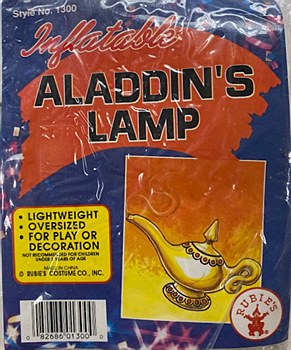 Style No. 1300
Inflatable
ALADDIN'S
LAMP
• LIGHTWEIGHT
• OVERSIZED
• FOR PLAY OR
DECORATION
NOT RECOMMENDED FOR CHILDREN
UNDER 3 YEARS OF AGE
MADE IN CHINA
© RUBIE'S COSTUME CO., INC.
0 82686 01300 0
RUBIE'S